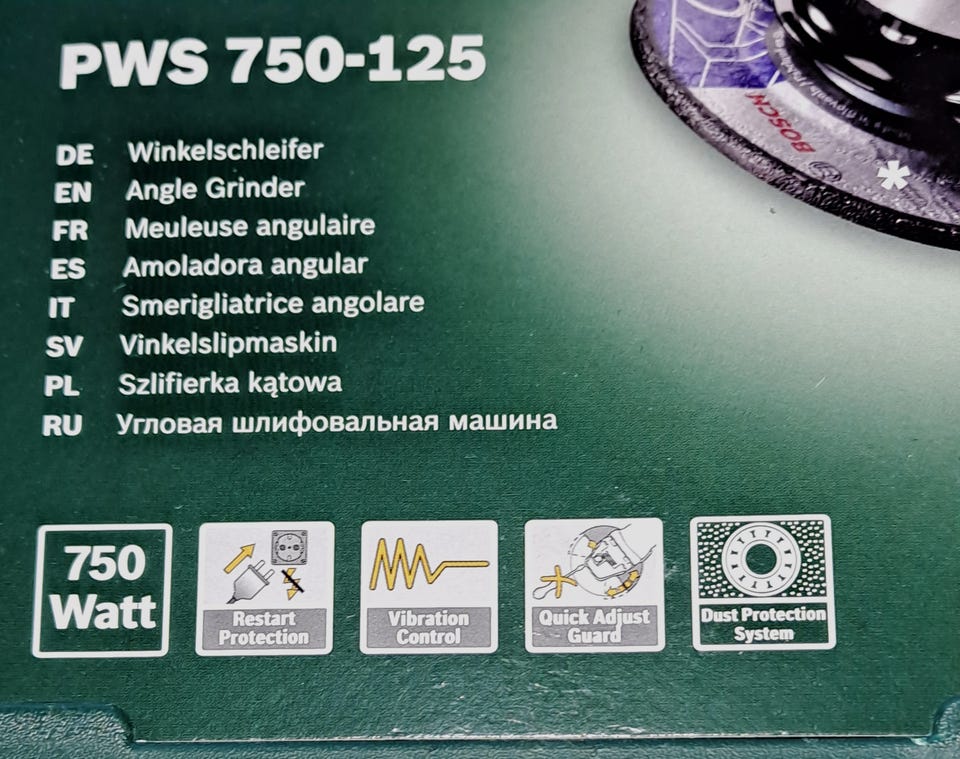 PWS 750-125
DE Winkelschleifer
EN Angle Grinder
FR Meuleuse angulaire
ES Amoladora angular
IT Smerigliatrice angolare
SV Vinkelslipmaskin
PL Szlifierka kątowa
RU Угловая шлифовальная машина
BOSCH
*
750
Watt
Restart
Protection
Vibration
Control
Quick Adjust
Guard
Dust Protection
System